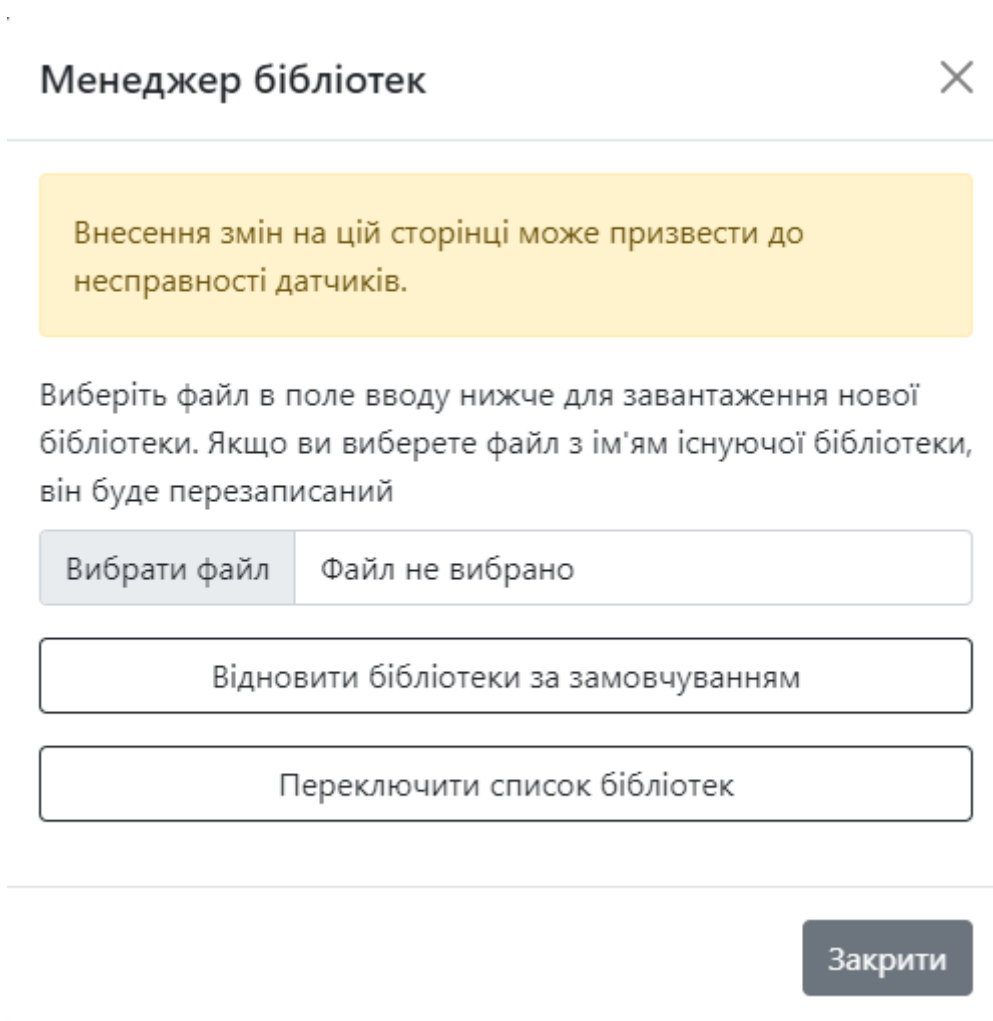 Менеджер бібліотек
Внесення змін на цій сторінці може призвести до
несправності датчиків.
Виберіть файл в поле вводу нижче для завантаження нової
бібліотеки. Якщо ви виберете файл з ім'ям існуючої бібліотеки,
він буде перезаписаний
Вибрати файл Файл не вибрано
Відновити бібліотеки за замовчуванням
Переключити список бібліотек
Закрити